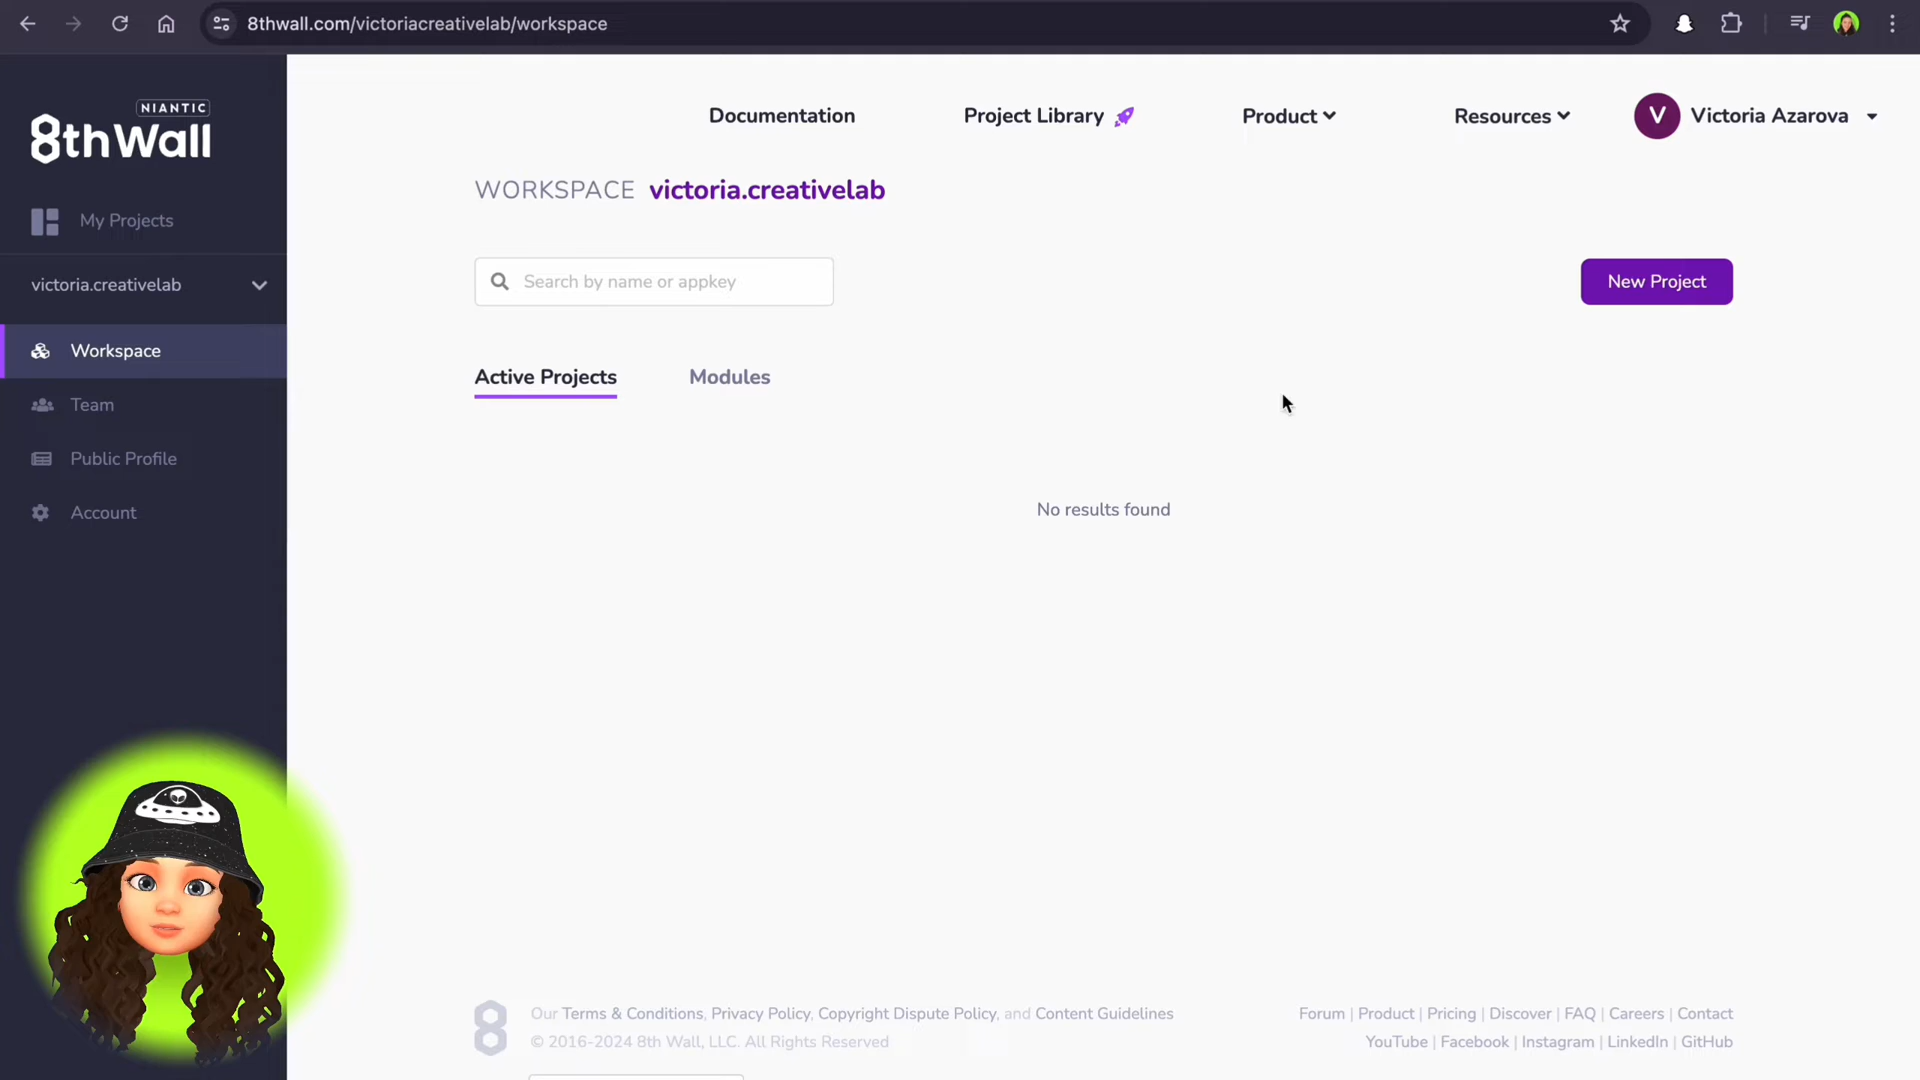 8thwall.com/victoriacreativelab/workspace
NIANTIC
8thWall
Documentation
Project Library
Product
Resources
V
Victoria Azarova
My Projects
victoria.creativelab
Workspace
Team
Public Profile
Account
WORKSPACE victoria.creativelab
Search by name or appkey
New Project
Active Projects
Modules
No results found
Our Terms & Conditions, Privacy Policy, Copyright Dispute Policy, and Content Guidelines
© 2016-2024 8th Wall, LLC. All Rights Reserved
Forum | Product | Pricing | Discover | FAQ | Careers | Contact
YouTube | Facebook | Instagram | LinkedIn | GitHub